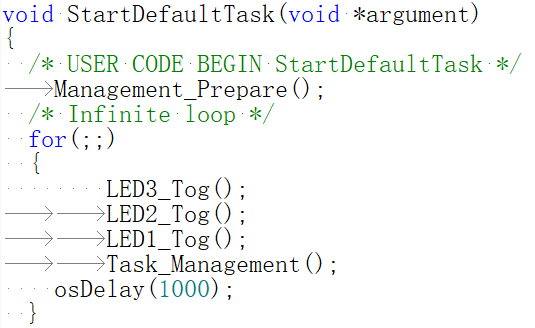 void StartDefaultTask(void *argument)
{
  /* USER CODE BEGIN StartDefaultTask */
	Management_Prepare();
  /* Infinite loop */
  for(;;)
  {
        LED3_Tog();
		LED2_Tog();
		LED1_Tog();
		Task_Management();
    osDelay(1000);
  }